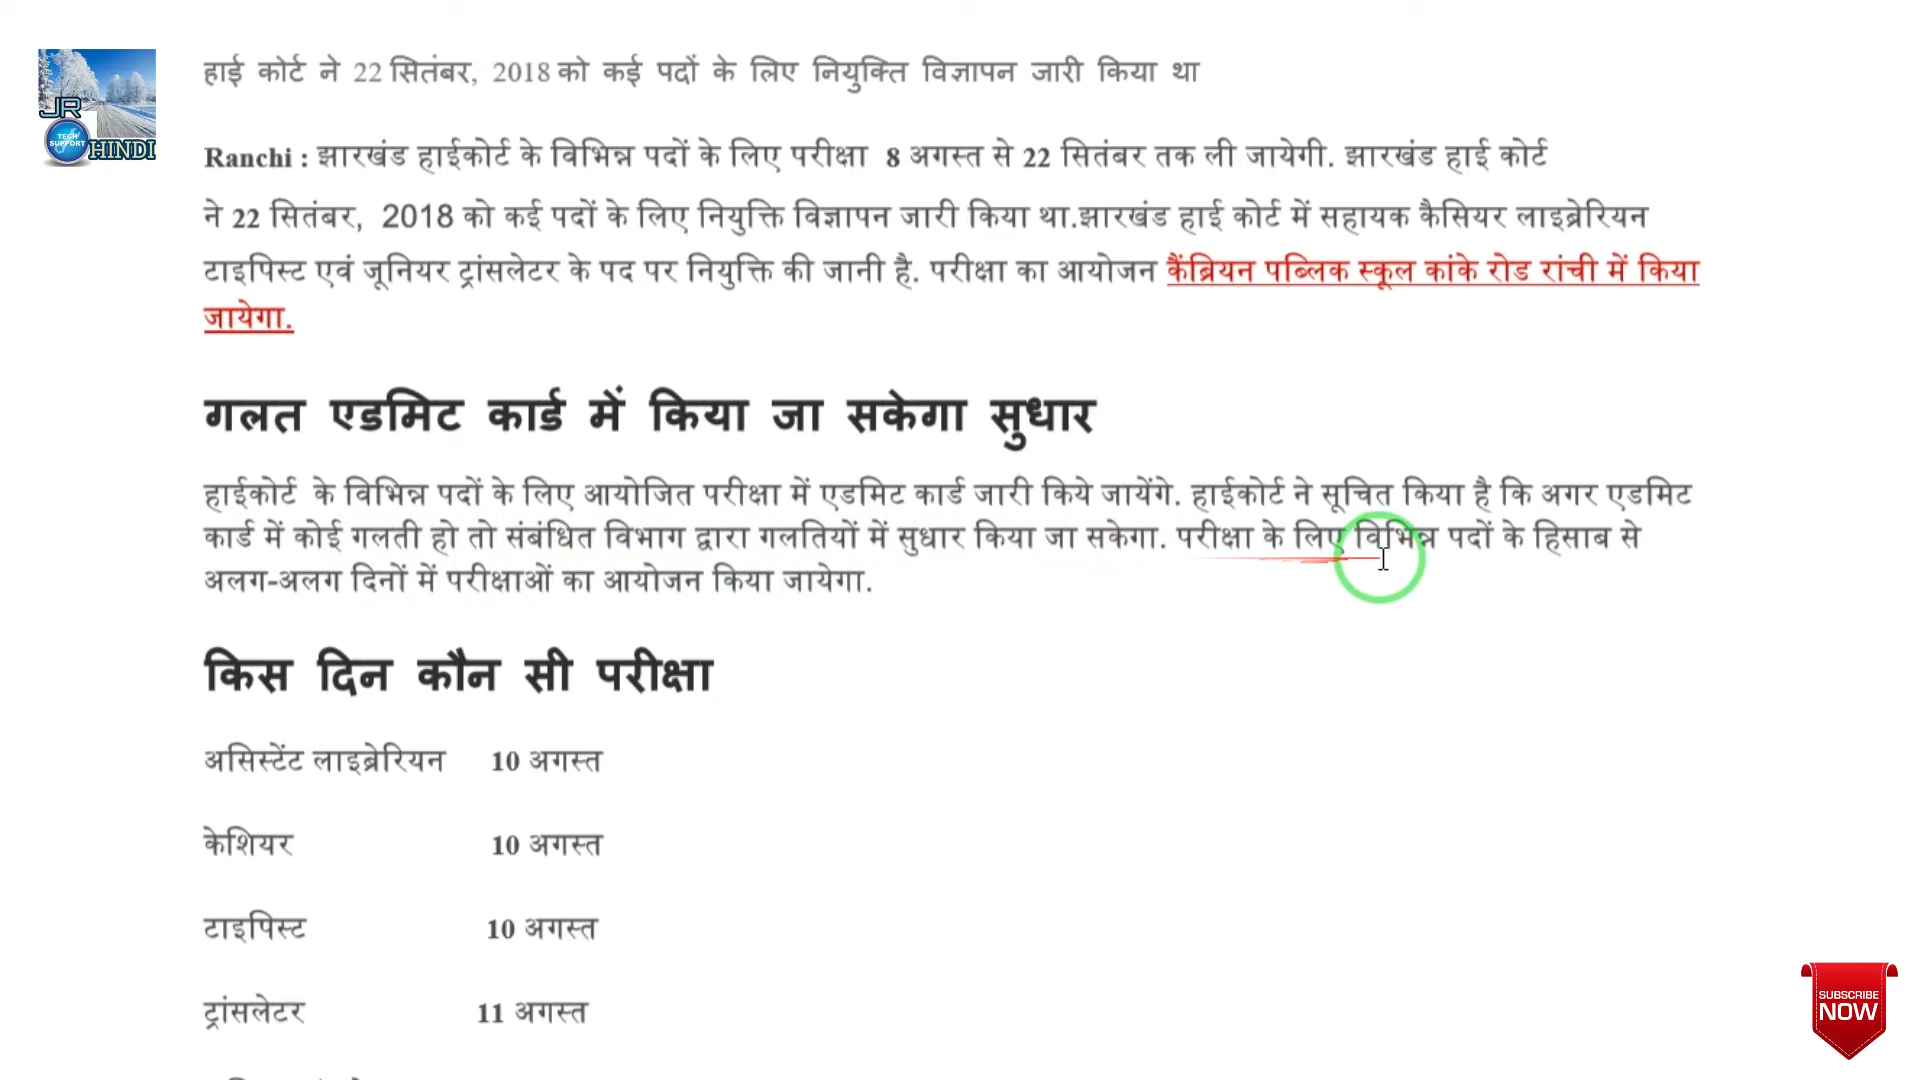 JR
TECH
SUPPORT
HINDI
हाई कोर्ट ने 22 सितंबर, 2018 को कई पदों के लिए नियुक्ति विज्ञापन जारी किया था
Ranchi : झारखंड हाईकोर्ट के विभिन्न पदों के लिए परीक्षा 8 अगस्त से 22 सितंबर तक ली जायेगी. झारखंड हाई कोर्ट
ने 22 सितंबर, 2018 को कई पदों के लिए नियुक्ति विज्ञापन जारी किया था.झारखंड हाई कोर्ट में सहायक कैसियर लाइब्रेरियन
टाइपिस्ट एवं जूनियर ट्रांसलेटर के पद पर नियुक्ति की जानी है. परीक्षा का आयोजन कैंब्रियन पब्लिक स्कूल कांके रोड रांची में किया
जायेगा.
गलत एडमिट कार्ड में किया जा सकेगा सुधार
हाईकोर्ट के विभिन्न पदों के लिए आयोजित परीक्षा में एडमिट कार्ड जारी किये जायेंगे. हाईकोर्ट ने सूचित किया है कि अगर एडमिट
कार्ड में कोई गलती हो तो संबंधित विभाग द्वारा गलतियों में सुधार किया जा सकेगा. परीक्षा के लिए विभिन्न पदों के हिसाब से
अलग-अलग दिनों में परीक्षाओं का आयोजन किया जायेगा.
किस दिन कौन सी परीक्षा
असिस्टेंट लाइब्रेरियन 10 अगस्त
केशियर 10 अगस्त
टाइपिस्ट 10 अगस्त
ट्रांसलेटर 11 अगस्त
SUBSCRIBE
NOW